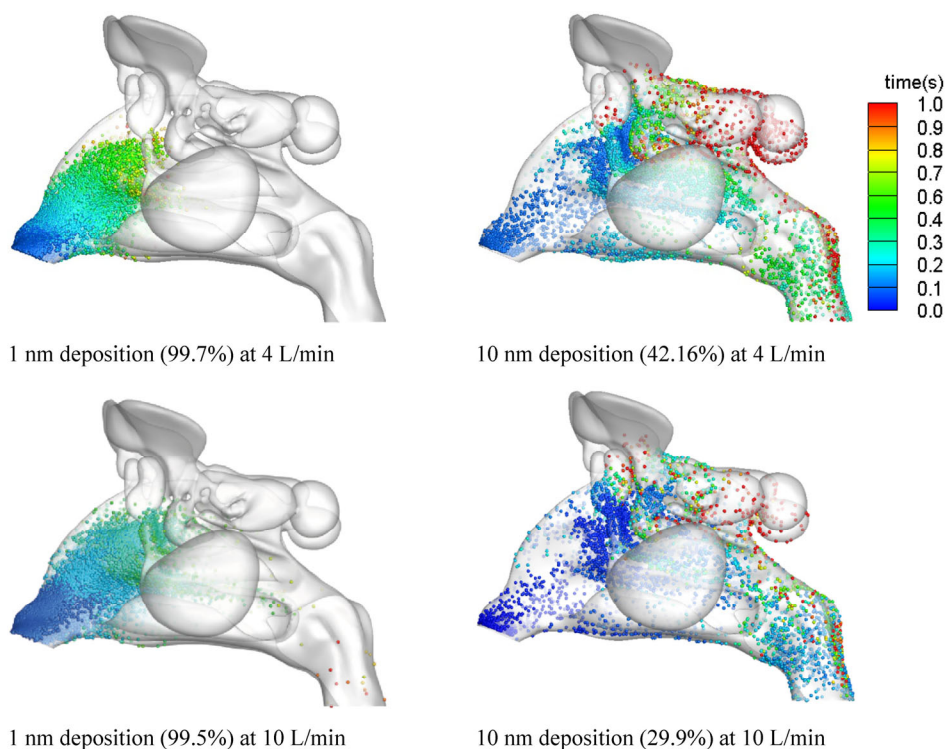 time(s)
1.0
0.9
0.8
0.7
0.6
0.5
0.4
0.3
0.2
0.1
0.0
1 nm deposition (99.7%) at 4 L/min
10 nm deposition (42.16%) at 4 L/min
1 nm deposition (99.5%) at 10 L/min
10 nm deposition (29.9%) at 10 L/min